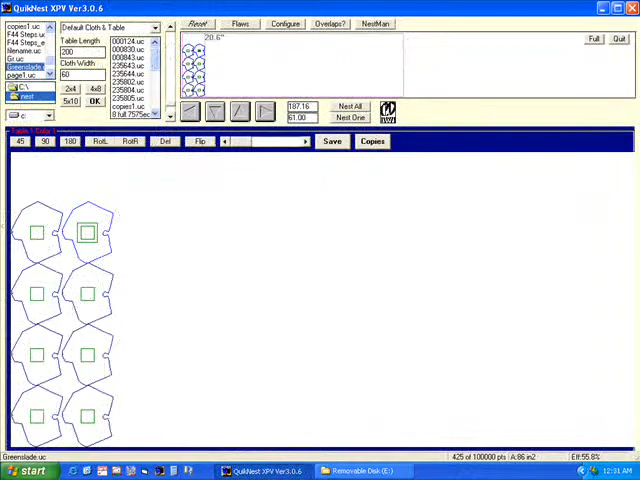 QuikNest XPV Ver3.0.6
copies1.uc
F44 Steps.uc
F44 Steps_e
filename.uc
Gr.uc
Greenslade.
page1.uc
C:\
nest
c:
Default Cloth & Table
Table Length
200
Cloth Width
60
2x4
4x8
5x10
OK
000124.uc
000830.uc
000843.uc
235643.uc
235644.uc
235802.uc
235804.uc
235805.uc
copies1.uc
8 full 7575ec
Reset
Flaws
Configure
Overlaps?
NestMan
Full
Quit
20.6"
187.16
61.00
Nest All
Nest One
Table 1 Color 1
45
90
180
RotL
RotR
Del
Flip
Save
Copies
Greenslade.uc
425 of 100000 pts
A:86 in2
Eff:55.8%
start
QuikNest XPV Ver3.0.6
Removable Disk (E:)
12:31 AM